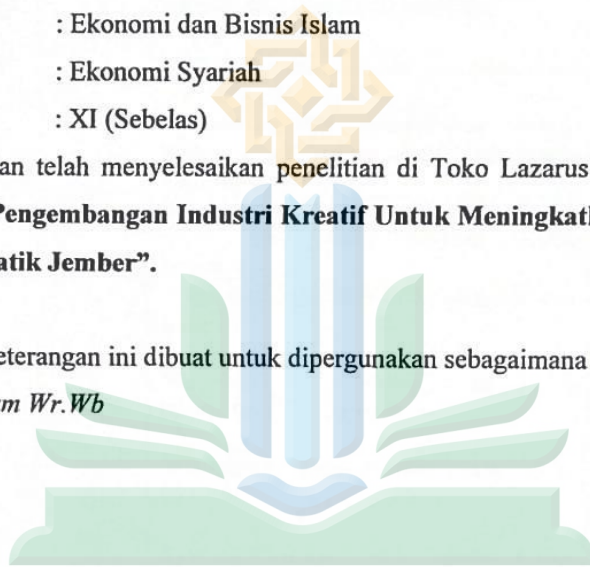 : Ekonomi dan Bisnis Islam
: Ekonomi Syariah
: XI (Sebelas)
an telah menyelesaikan penelitian di Toko Lazarus
Pengembangan Industri Kreatif Untuk Meningkat
atik Jember”.
eterangan ini dibuat untuk dipergunakan sebagaimana
m Wr.Wb